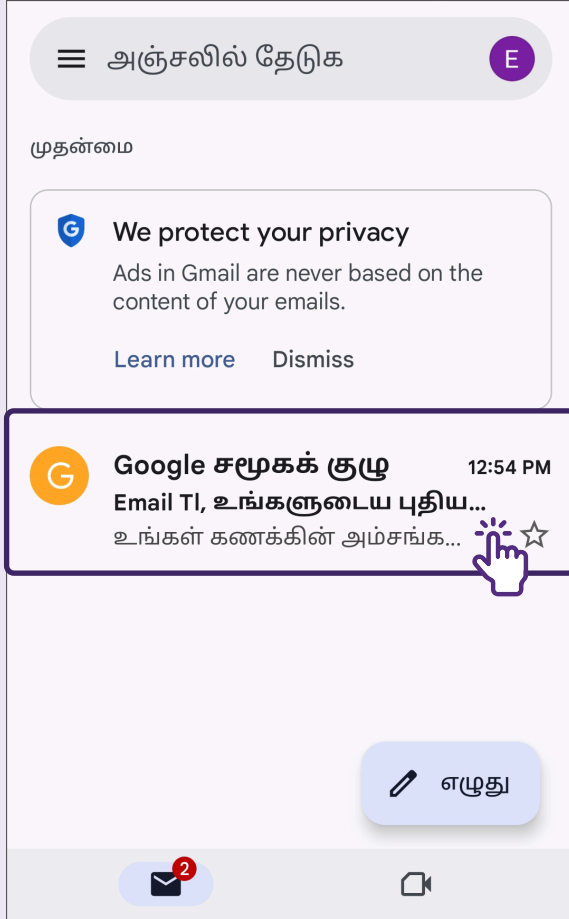 அஞ்சலில் தேடுக
E
முதன்மை
G
We protect your privacy
Ads in Gmail are never based on the
content of your emails.
Learn more Dismiss
G
Google சமூகக் குழு 12:54 PM
Email Tl, உங்களுடைய புதிய...
உங்கள் கணக்கின் அம்சங்க...
எழுது
2